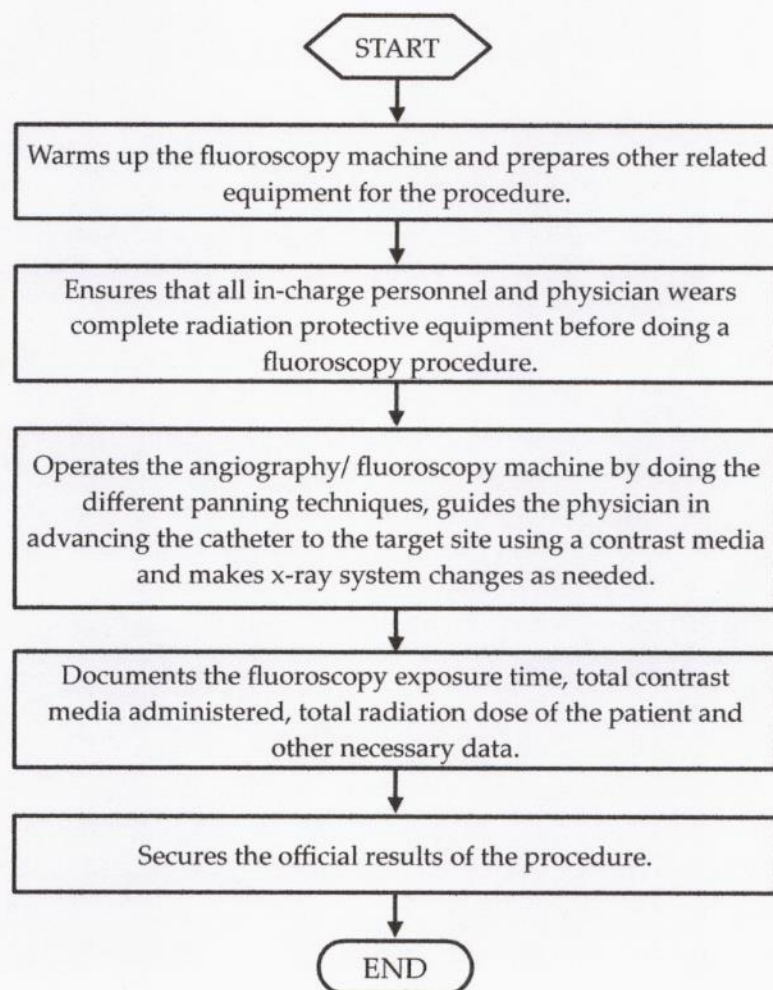 START
Warms up the fluoroscopy machine and prepares other related
equipment for the procedure.
Ensures that all in-charge personnel and physician wears
complete radiation protective equipment before doing a
fluoroscopy procedure.
Operates the angiography/ fluoroscopy machine by doing the
different panning techniques, guides the physician in
advancing the catheter to the target site using a contrast media
and makes x-ray system changes as needed.
Documents the fluoroscopy exposure time, total contrast
media administered, total radiation dose of the patient and
other necessary data.
Secures the official results of the procedure.
END